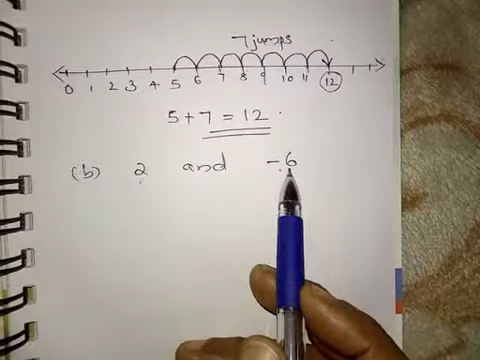 7 jumps
0 1 2 3 4 5 6 7 8 9 10 11 12
5 + 7 = 12
(b) 2 and -6